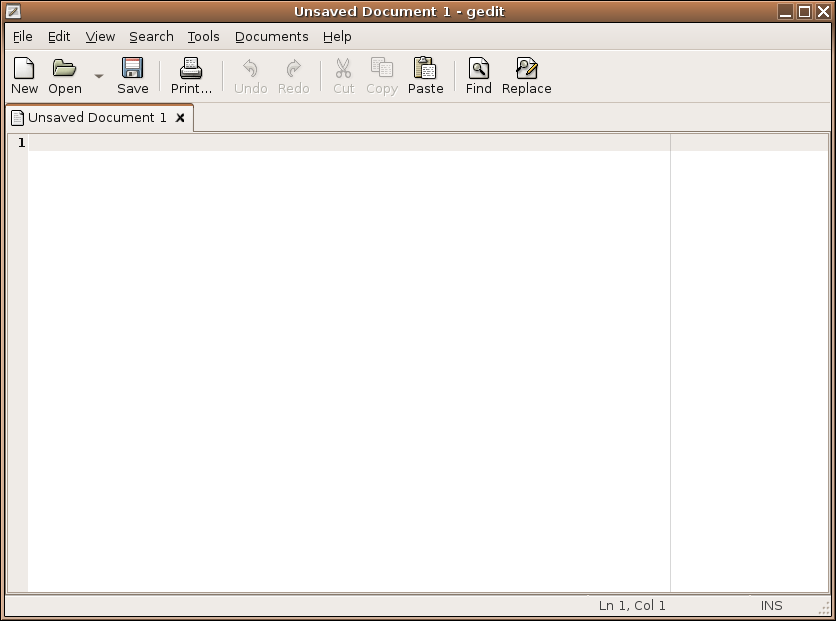 Unsaved Document 1 - gedit
File Edit View Search Tools Documents Help
New Open Save Print... Undo Redo Cut Copy Paste Find Replace
Unsaved Document 1
1
Ln 1, Col 1 INS